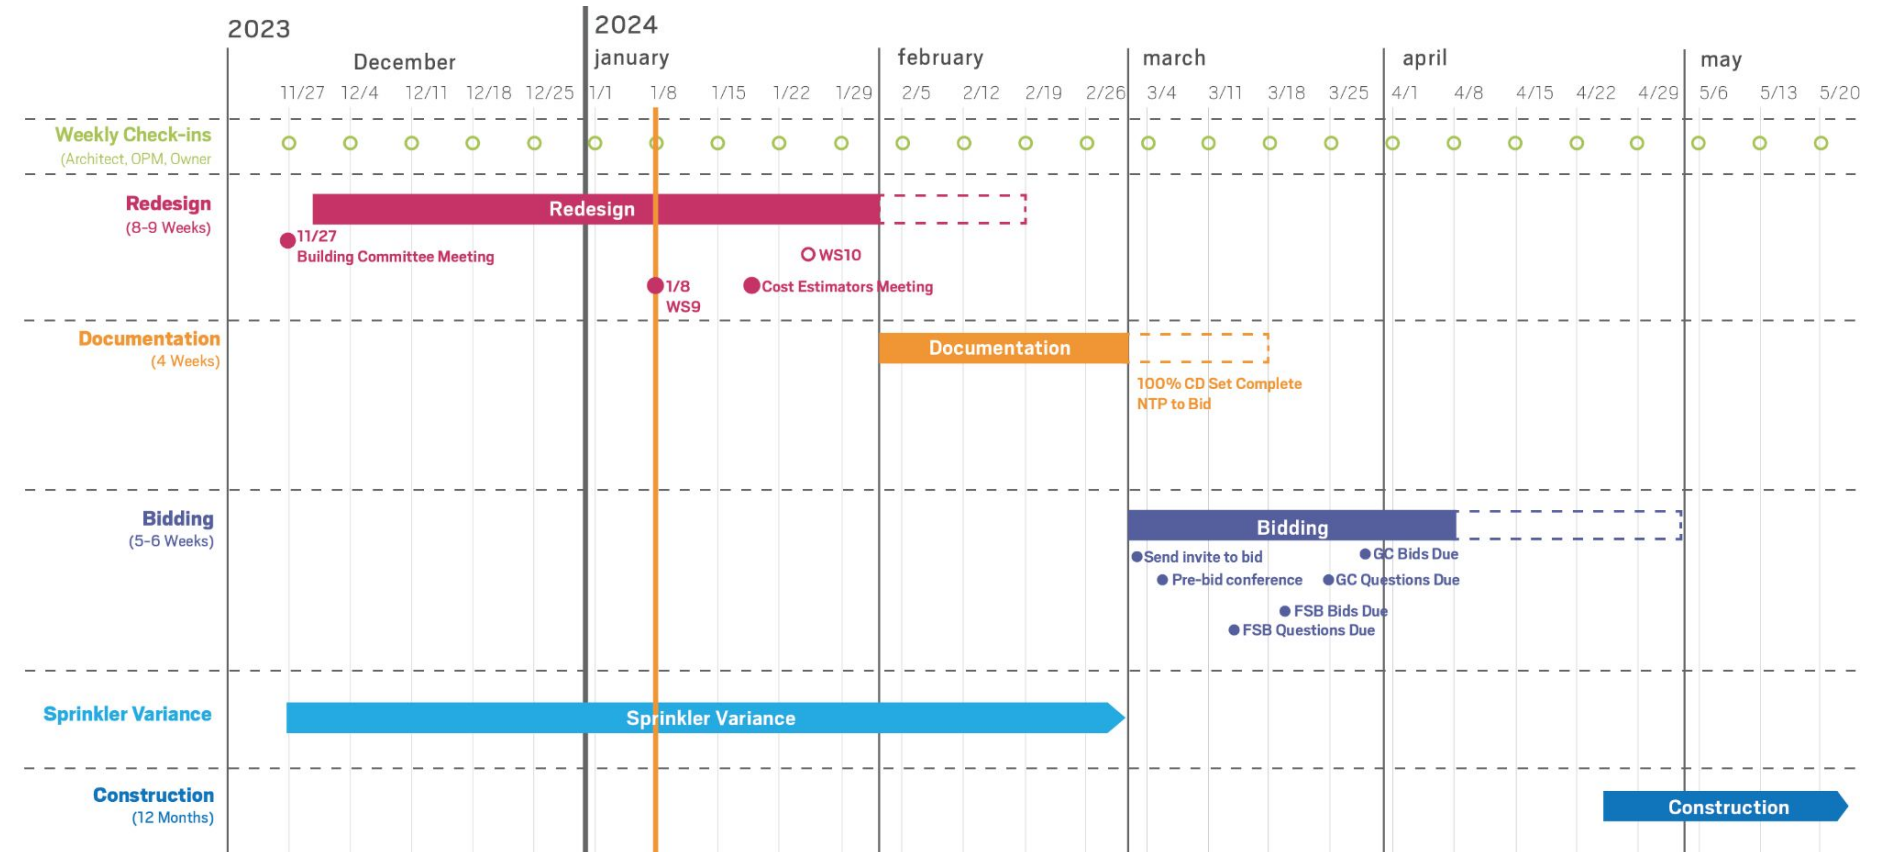 2023
2024
December
january
february
march
april
may
11/27 12/4 12/11 12/18 12/25 1/1 1/8 1/15 1/22 1/29 2/5 2/12 2/19 2/26 3/4 3/11 3/18 3/25 4/1 4/8 4/15 4/22 4/29 5/6 5/13 5/20
Weekly Check-ins
(Architect, OPM, Owner
Redesign
(8-9 Weeks)
Redesign
11/27
Building Committee Meeting
WS10
1/8
WS9
Cost Estimators Meeting
Documentation
(4 Weeks)
Documentation
100% CD Set Complete
NTP to Bid
Bidding
(5-6 Weeks)
Bidding
Send invite to bid
GC Bids Due
Pre-bid conference
GC Questions Due
FSB Bids Due
FSB Questions Due
Sprinkler Variance
Sprinkler Variance
Construction
(12 Months)
Construction